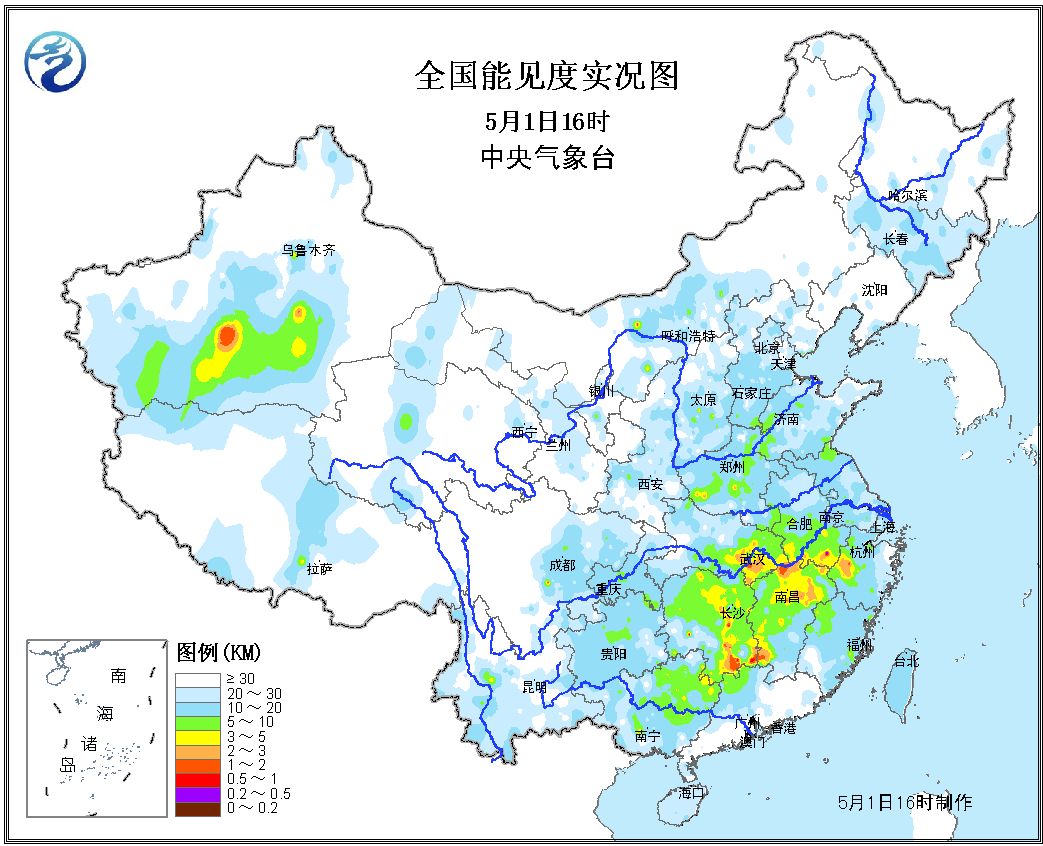 全国能见度实况图
5月1日16时
中央气象台
哈尔滨
长春
乌鲁木齐
沈阳
呼和浩特
北京
天津
银川
太原
石家庄
济南
西宁
兰州
郑州
西安
合肥
南京
上海
杭州
武汉
成都
拉萨
重庆
南昌
长沙
贵阳
福州
台北
昆明
广州
香港
澳门
南宁
海口
南
海
诸
岛
图例(KM)
≥30
20～30
10～20
5～10
3～5
2～3
1～2
0.5～1
0.2～0.5
0～0.2
5月1日16时制作